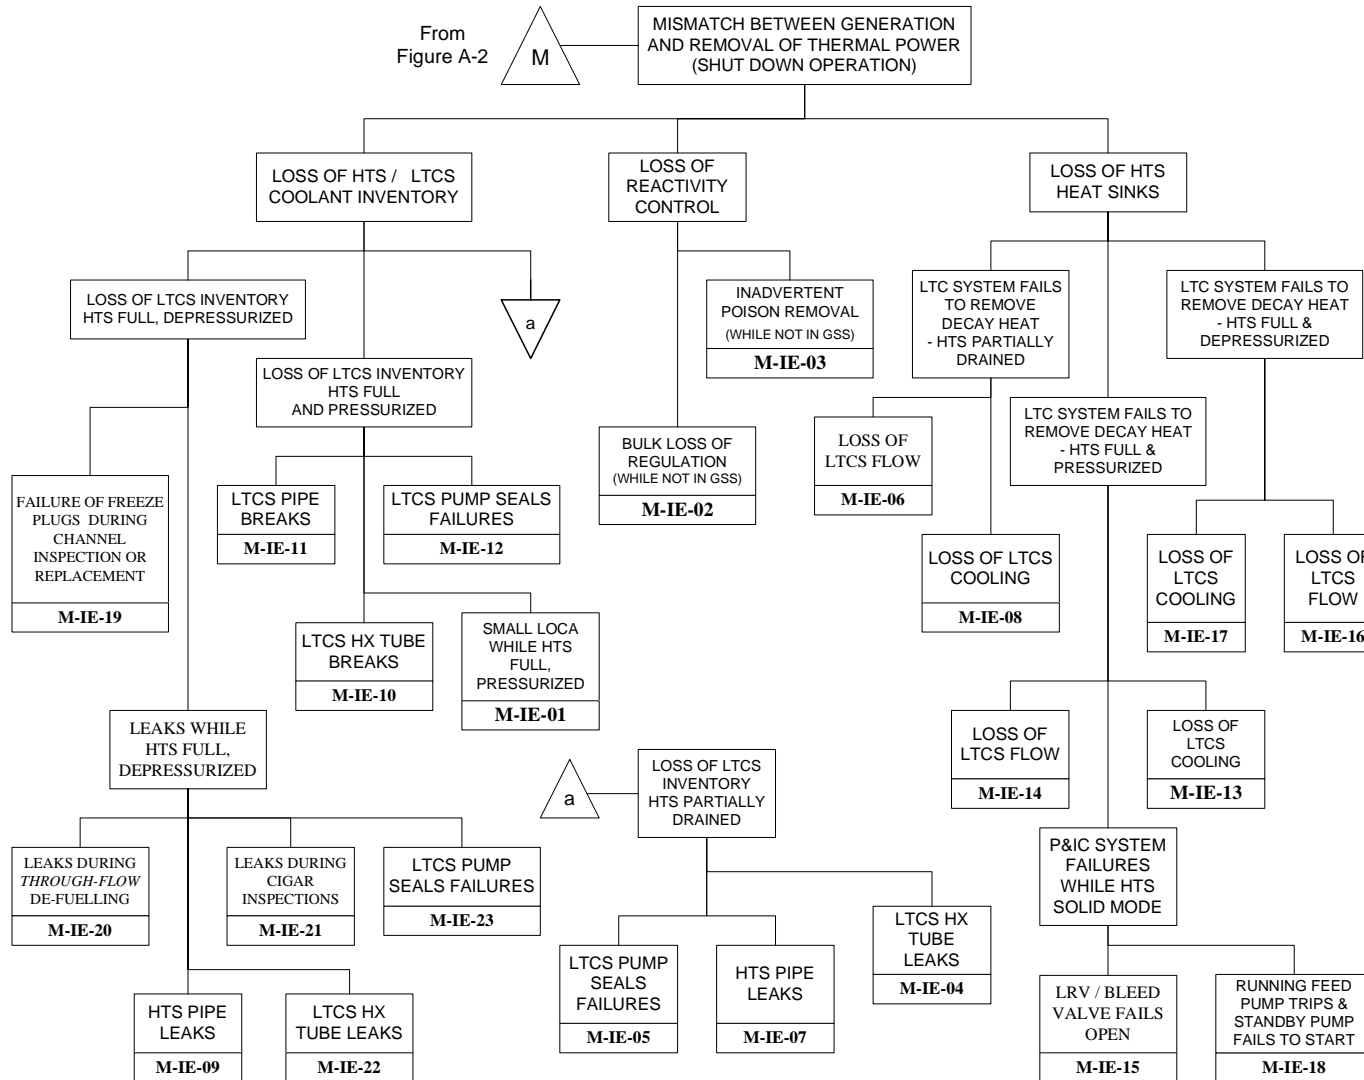 From
Figure A-2
M
MISMATCH BETWEEN GENERATION
AND REMOVAL OF THERMAL POWER
(SHUT DOWN OPERATION)
LOSS OF HTS / LTCS
COOLANT INVENTORY
LOSS OF
REACTIVITY
CONTROL
LOSS OF HTS
HEAT SINKS
LOSS OF LTCS INVENTORY
HTS FULL, DEPRESSURIZED
a
LOSS OF LTCS INVENTORY
HTS FULL
AND PRESSURIZED
INADVERTENT
POISON REMOVAL
(WHILE NOT IN GSS)
M-IE-03
LTC SYSTEM FAILS
TO REMOVE
DECAY HEAT
- HTS PARTIALLY
DRAINED
LTC SYSTEM FAILS TO
REMOVE DECAY HEAT
- HTS FULL &
DEPRESSURIZED
LTC SYSTEM FAILS TO
REMOVE DECAY HEAT
- HTS FULL &
PRESSURIZED
BULK LOSS OF
REGULATION
(WHILE NOT IN GSS)
M-IE-02
LOSS OF
LTCS FLOW
M-IE-06
FAILURE OF FREEZE
PLUGS DURING
CHANNEL
INSPECTION OR
REPLACEMENT
M-IE-19
LTCS PIPE
BREAKS
M-IE-11
LTCS PUMP SEALS
FAILURES
M-IE-12
LOSS OF LTCS
COOLING
M-IE-08
LOSS OF
LTCS
COOLING
M-IE-17
LOSS OF
LTCS
FLOW
M-IE-16
LTCS HX TUBE
BREAKS
M-IE-10
SMALL LOCA
WHILE HTS
FULL,
PRESSURIZED
M-IE-01
LEAKS WHILE
HTS FULL,
DEPRESSURIZED
LOSS OF
LTCS FLOW
M-IE-14
LOSS OF
LTCS
COOLING
M-IE-13
a
LOSS OF LTCS
INVENTORY
HTS PARTIALLY
DRAINED
P&IC SYSTEM
FAILURES
WHILE HTS
SOLID MODE
LEAKS DURING
THROUGH-FLOW
DE-FUELLING
M-IE-20
LEAKS DURING
CIGAR
INSPECTIONS
M-IE-21
LTCS PUMP
SEALS FAILURES
M-IE-23
LTCS HX
TUBE
LEAKS
M-IE-04
LTCS PUMP
SEALS
FAILURES
M-IE-05
HTS PIPE
LEAKS
M-IE-07
HTS PIPE
LEAKS
M-IE-09
LTCS HX
TUBE LEAKS
M-IE-22
LRV / BLEED
VALVE FAILS
OPEN
M-IE-15
RUNNING FEED
PUMP TRIPS &
STANDBY PUMP
FAILS TO START
M-IE-18